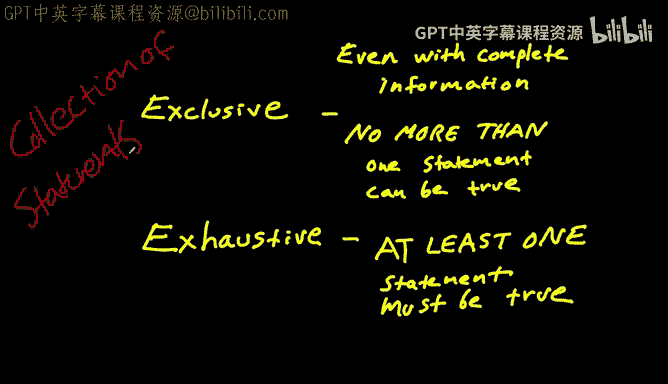 GPT中英字幕课程资源@bilibili.com
GPT中英字幕课程资源 bilibili
Collection of
Statements
Even with complete
information
Exclusive -
NO MORE THAN
one statement
can be true
Exhaustive - AT LEAST ONE
statement
Must be true